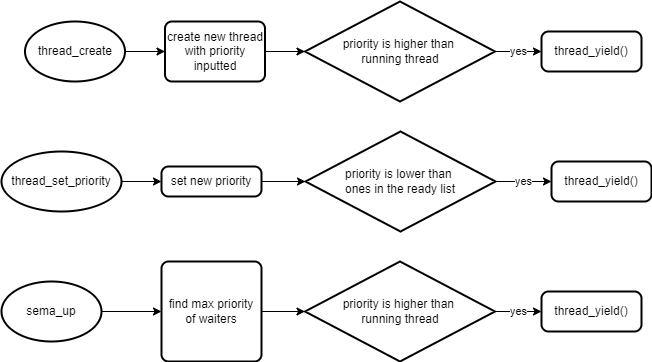 thread_create
create new thread
with priority
inputted
priority is higher than
running thread
yes
thread_yield()
thread_set_priority
set new priority
priority is lower than
ones in the ready list
yes
thread_yield()
sema_up
find max priority
of waiters
priority is higher than
running thread
yes
thread_yield()